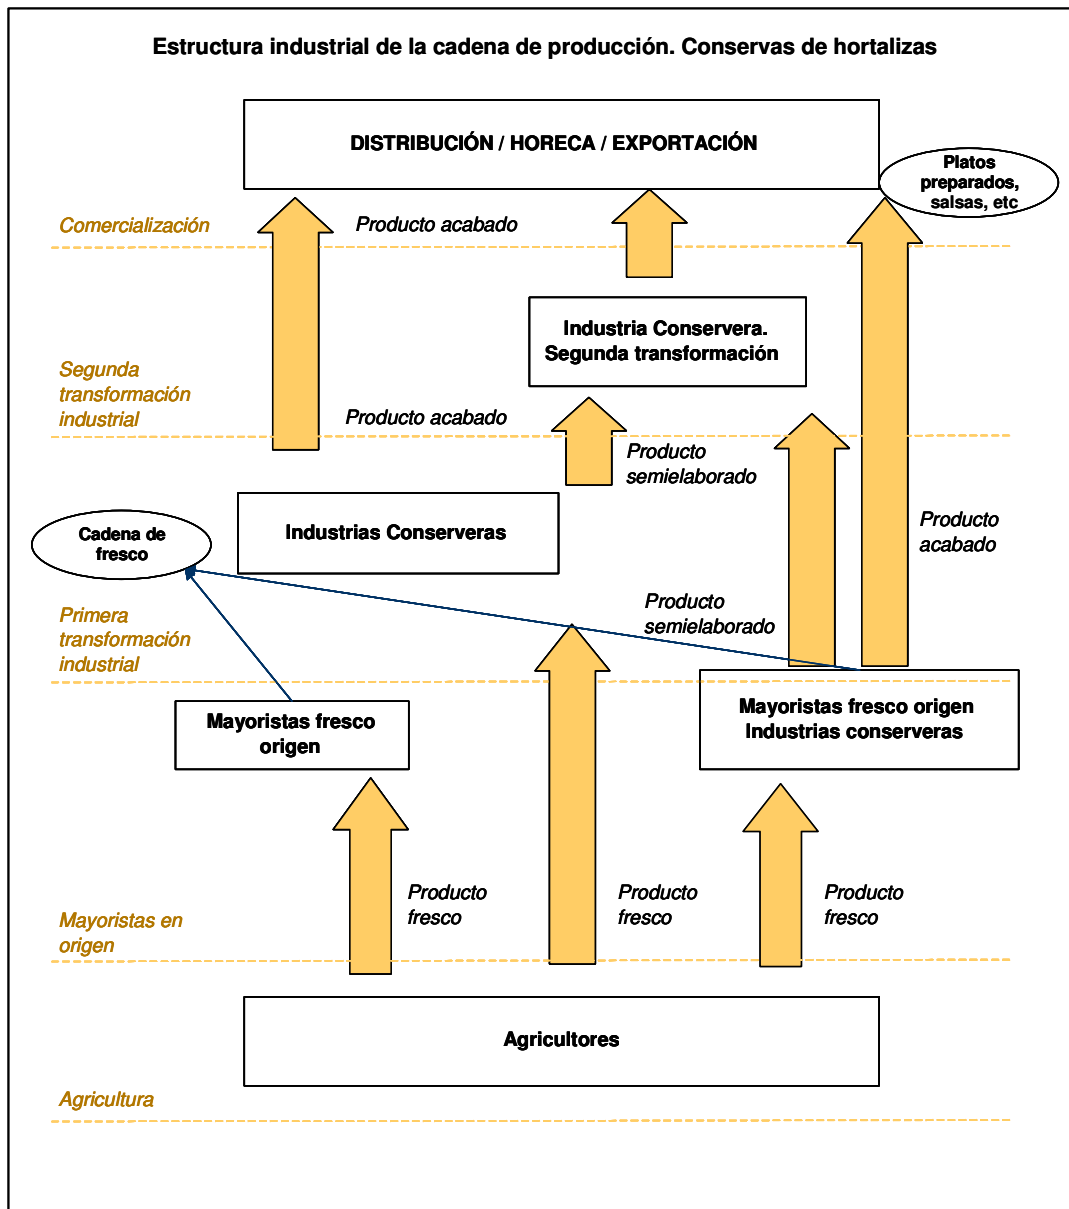 Estructura industrial de la cadena de producción. Conservas de hortalizas
DISTRIBUCIÓN / HORECA / EXPORTACIÓN
Platos
preparados,
salsas, etc
Comercialización
Producto acabado
Industria Conservera.
Segunda transformación
Segunda
transformación
industrial
Producto acabado
Producto
semielaborado
Industrias Conserveras
Cadena de
fresco
Producto
acabado
Primera
transformación
industrial
Producto
semielaborado
Mayoristas fresco
origen
Mayoristas fresco origen
Industrias conserveras
Producto
fresco
Producto
fresco
Producto
fresco
Mayoristas en
origen
Agricultores
Agricultura